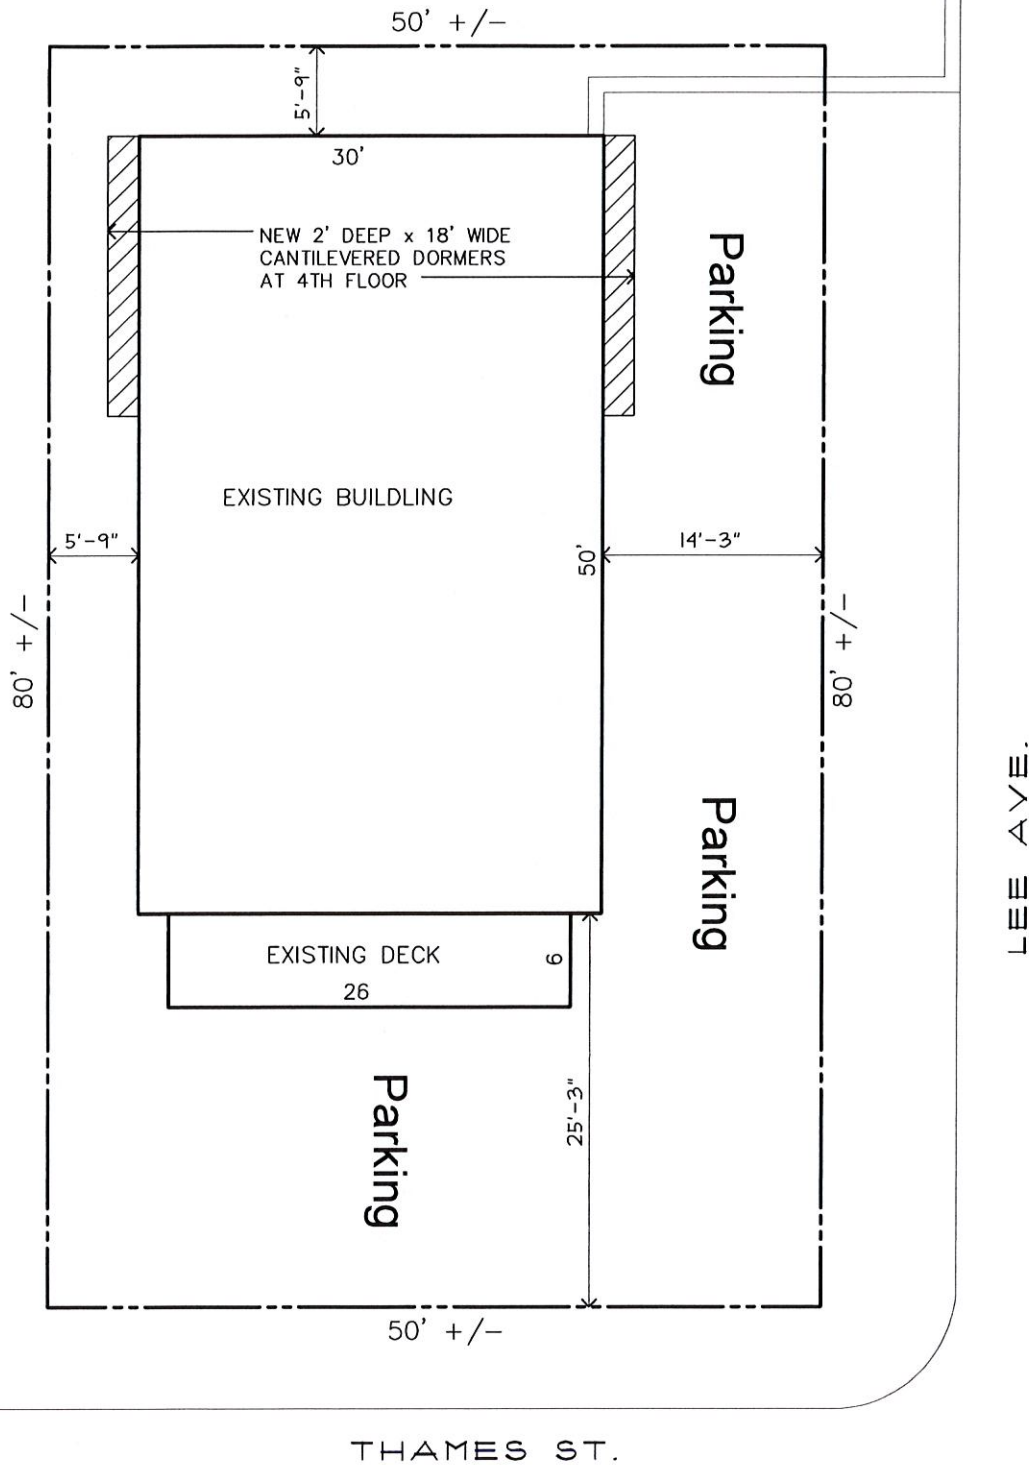 50' +/-
5'-9"
30'
NEW 2' DEEP x 18' WIDE
CANTILEVERED DORMERS
AT 4TH FLOOR
Parking
EXISTING BUILDLING
5'-9"
50'
14'-3"
80' +/-
80' +/-
LEE AVE.
Parking
EXISTING DECK
6
26
Parking
25'-3"
50' +/-
THAMES ST.